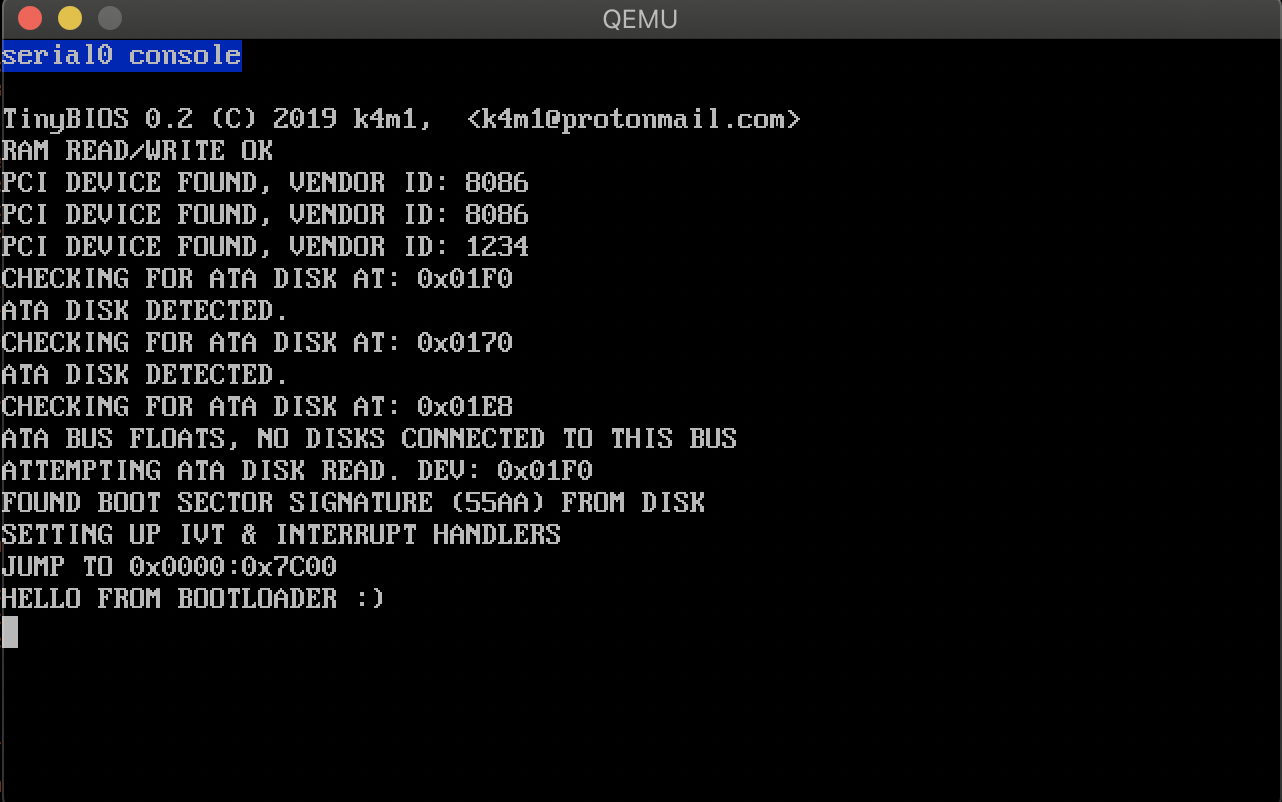 QEMU
serial0 console
TinyBIOS 0.2 (C) 2019 k4m1,  <k4m1@protonmail.com>
RAM READ/WRITE OK
PCI DEVICE FOUND, VENDOR ID: 8086
PCI DEVICE FOUND, VENDOR ID: 8086
PCI DEVICE FOUND, VENDOR ID: 1234
CHECKING FOR ATA DISK AT: 0x01F0
ATA DISK DETECTED.
CHECKING FOR ATA DISK AT: 0x0170
ATA DISK DETECTED.
CHECKING FOR ATA DISK AT: 0x01E8
ATA BUS FLOATS, NO DISKS CONNECTED TO THIS BUS
ATTEMPTING ATA DISK READ. DEV: 0x01F0
FOUND BOOT SECTOR SIGNATURE (55AA) FROM DISK
SETTING UP IVT & INTERRUPT HANDLERS
JUMP TO 0x0000:0x7C00
HELLO FROM BOOTLOADER :)